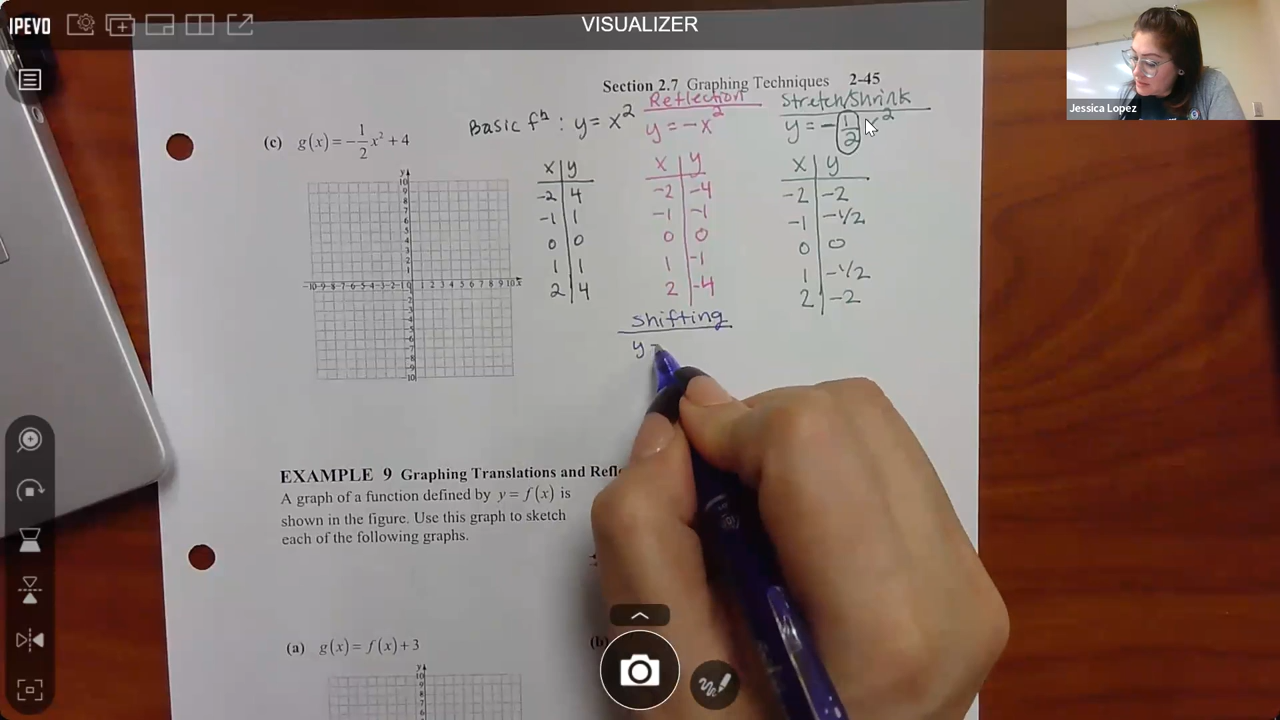 IPEVO
VISUALIZER
Jessica Lopez
Section 2.7 Graphing Techniques 2-45
(c) g(x) = -1/2 x² + 4
Basic fⁿ : y = x²
x | y
-2 | 4
-1 | 1
0 | 0
1 | 1
2 | 4
Reflection
y = -x²
x | y
-2 | -4
-1 | -1
0 | 0
1 | -1
2 | -4
Stretch/Shrink
y = -1/2 x²
x | y
-2 | -2
-1 | -1/2
0 | 0
1 | -1/2
2 | -2
Shifting
y =
EXAMPLE 9 Graphing Translations and
A graph of a function defined by y = f(x) is
shown in the figure. Use this graph to sketch
each of the following graphs.
(a) g(x) = f(x) + 3
(b)